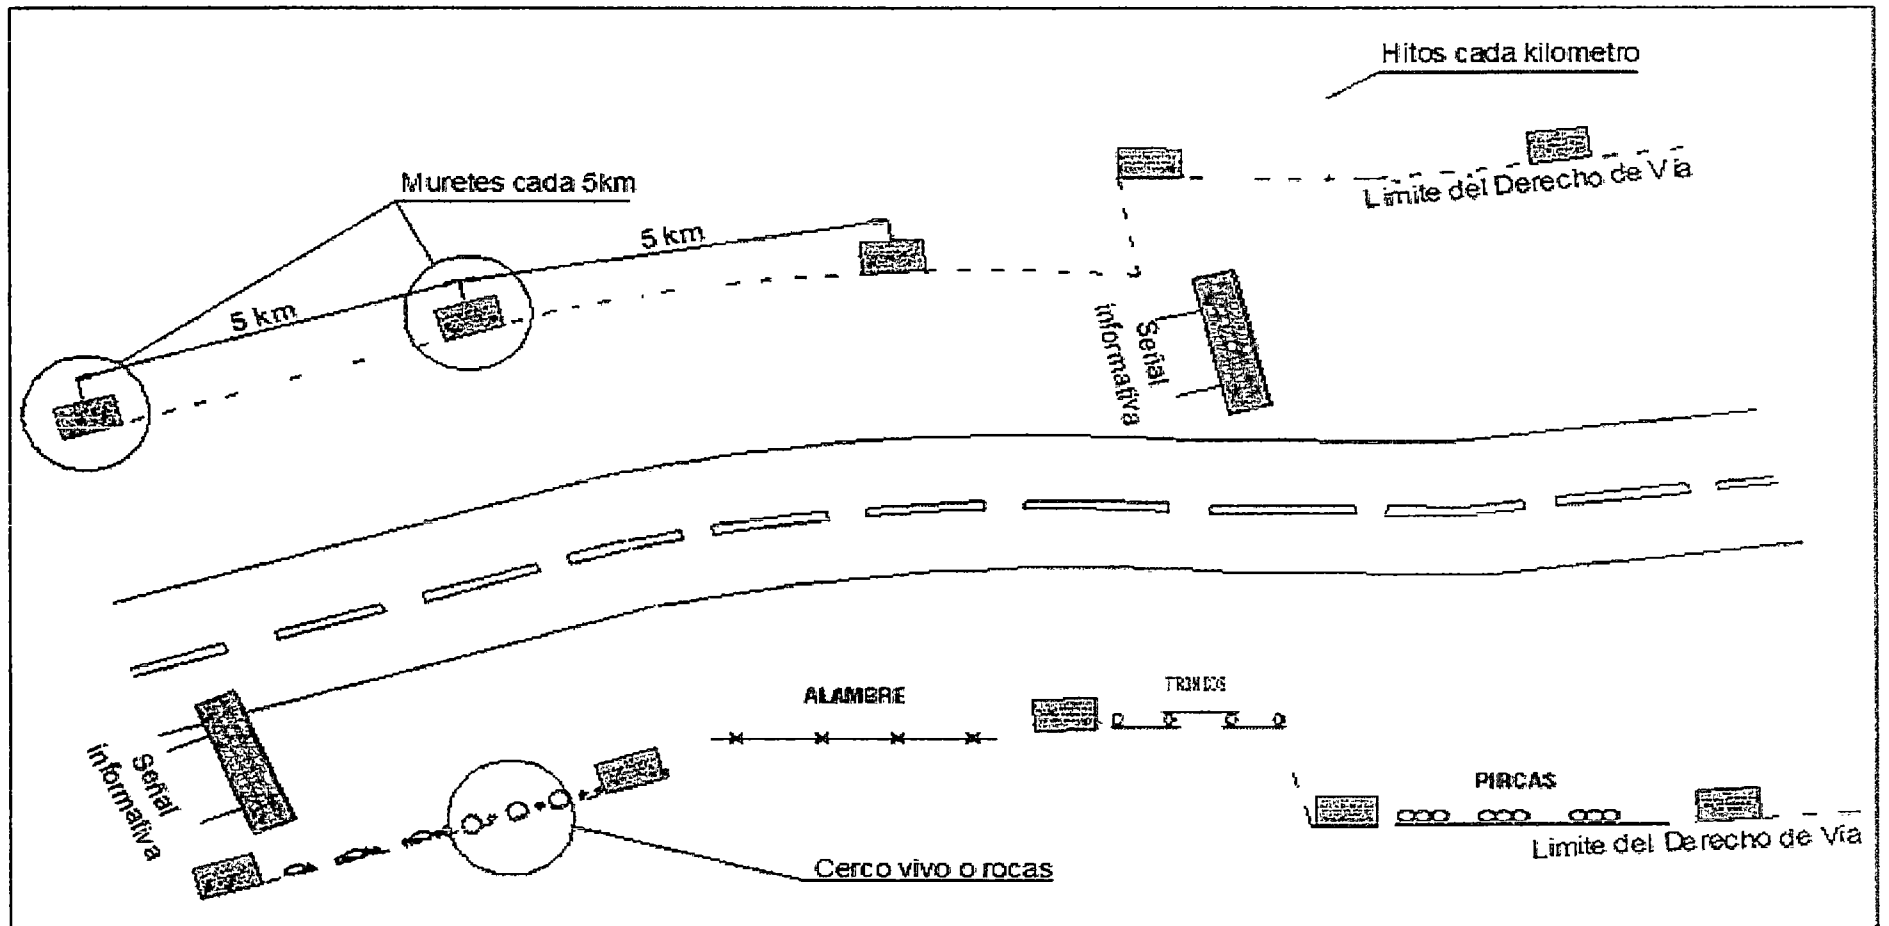 Hitos cada kilometro
Muretes cada 5km
Limite del Derecho de Via
5 km
5 km
Señal
informativa
ALAMBRE
TRONCOS
Señal
informativa
PIRCAS
Limite del Derecho de Via
Cerco vivo o rocas